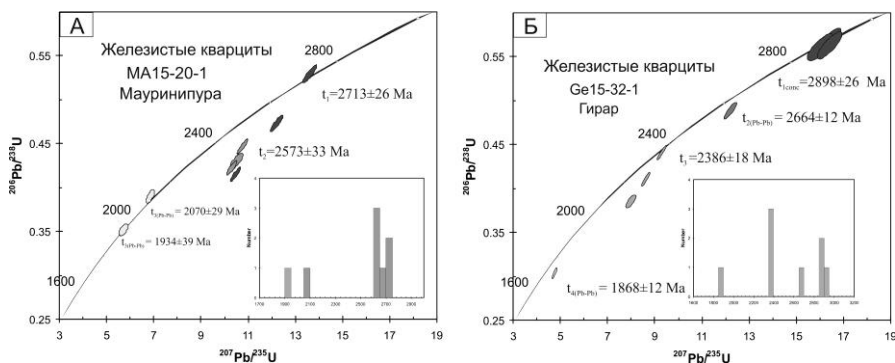 А
Железистые кварциты
МА15-20-1
Мауринипура
2800
2400
2000
1600
t₁=2713±26 Ma
t₂=2573±33 Ma
t₃(Pb-Pb) = 2070±29 Ma
t₃(Pb-Pb) = 1934±39 Ma
0.55
0.45
0.35
0.25
3 5 7 9 11 13 15 17 19
²⁰⁶Pb/²³⁸U
²⁰⁷Pb/²³⁵U
Number
Б
Железистые кварциты
Ge15-32-1
Гирар
2800
2400
2000
1600
t₁conc=2898±26 Ma
t₂(Pb-Pb)= 2664±12 Ma
t₃=2386±18 Ma
t₄(Pb-Pb) = 1868±12 Ma
0.55
0.45
0.35
0.25
3 5 7 9 11 13 15 17 19
²⁰⁶Pb/²³⁸U
²⁰⁷Pb/²³⁵U
Number